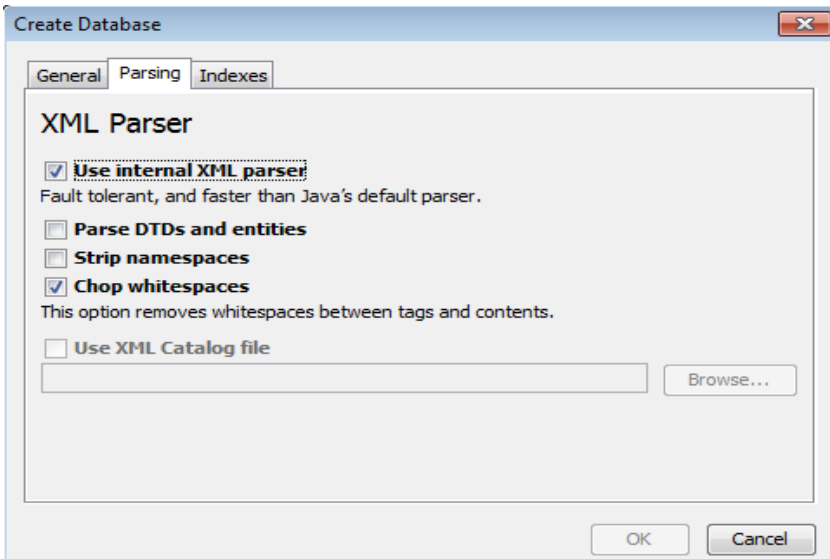 Create Database
General Parsing Indexes
XML Parser
Use internal XML parser
Fault tolerant, and faster than Java's default parser.
Parse DTDs and entities
Strip namespaces
Chop whitespaces
This option removes whitespaces between tags and contents.
Use XML Catalog file
Browse...
OK Cancel